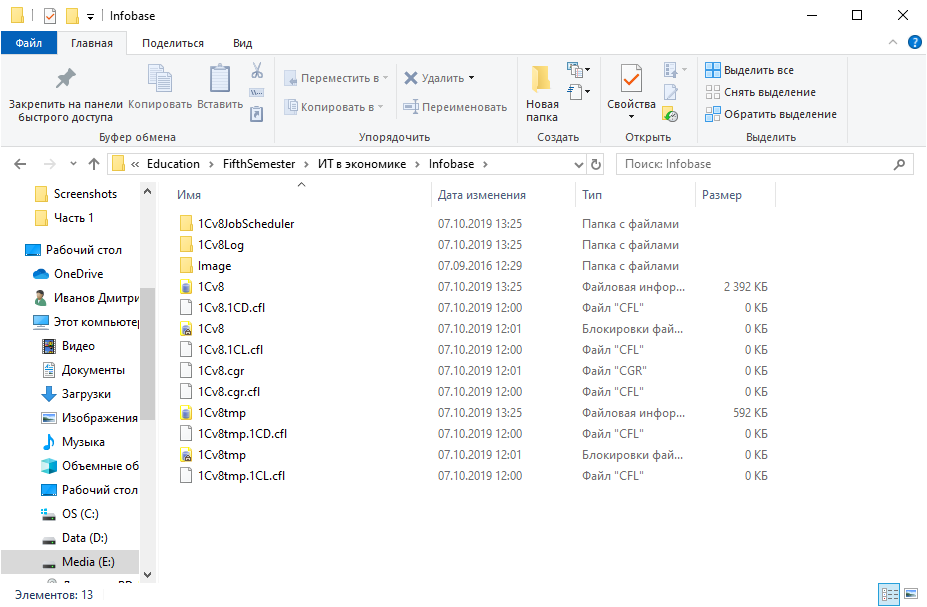 Infobase
Файл Главная Поделиться Вид
Закрепить на панели быстрого доступа
Копировать
Вставить
Буфер обмена
Переместить в
Копировать в
Удалить
Переименовать
Упорядочить
Новая папка
Создать
Свойства
Открыть
Выделить все
Снять выделение
Обратить выделение
Выделить
« Education › FifthSemester › ИТ в экономике › Infobase ›
Поиск: Infobase
Screenshots
Часть 1
Рабочий стол
OneDrive
Иванов Дмитри
Этот компьютер
Видео
Документы
Загрузки
Изображения
Музыка
Объемные об
Рабочий стол
OS (C:)
Data (D:)
Media (E:)
Имя Дата изменения Тип Размер
1Cv8JobScheduler 07.10.2019 13:25 Папка с файлами
1Cv8Log 07.10.2019 13:25 Папка с файлами
Image 07.09.2016 12:29 Папка с файлами
1Cv8 07.10.2019 13:25 Файловая инфор... 2 392 КБ
1Cv8.1CD.cfl 07.10.2019 12:00 Файл "CFL" 0 КБ
1Cv8 07.10.2019 12:01 Блокировки фай... 0 КБ
1Cv8.1CL.cfl 07.10.2019 12:00 Файл "CFL" 0 КБ
1Cv8.cgr 07.10.2019 12:01 Файл "CGR" 0 КБ
1Cv8.cgr.cfl 07.10.2019 12:00 Файл "CFL" 0 КБ
1Cv8tmp 07.10.2019 13:25 Файловая инфор... 592 КБ
1Cv8tmp.1CD.cfl 07.10.2019 12:00 Файл "CFL" 0 КБ
1Cv8tmp 07.10.2019 12:01 Блокировки фай... 0 КБ
1Cv8tmp.1CL.cfl 07.10.2019 12:00 Файл "CFL" 0 КБ
Элементов: 13